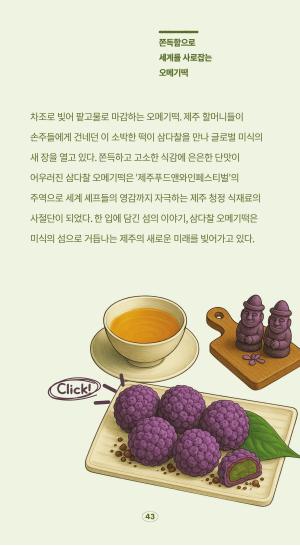 쫀득함으로
세계를 사로잡는
오메기떡
차조로 빚어 팥고물로 마감하는 오메기떡. 제주 할머니들이
손주들에게 건네던 이 소박한 떡이 삼다찰을 만나 글로벌 미식의
새 장을 열고 있다. 쫀득하고 고소한 식감에 은은한 단맛이
어우러진 삼다찰 오메기떡은 '제주푸드앤와인페스티벌'의
주역으로 세계 셰프들의 영감까지 자극하는 제주 청정 식재료의
사절단이 되었다. 한 입에 담긴 섬의 이야기, 삼다찰 오메기떡은
미식의 섬으로 거듭나는 제주의 새로운 미래를 빚어가고 있다.
Click!
43